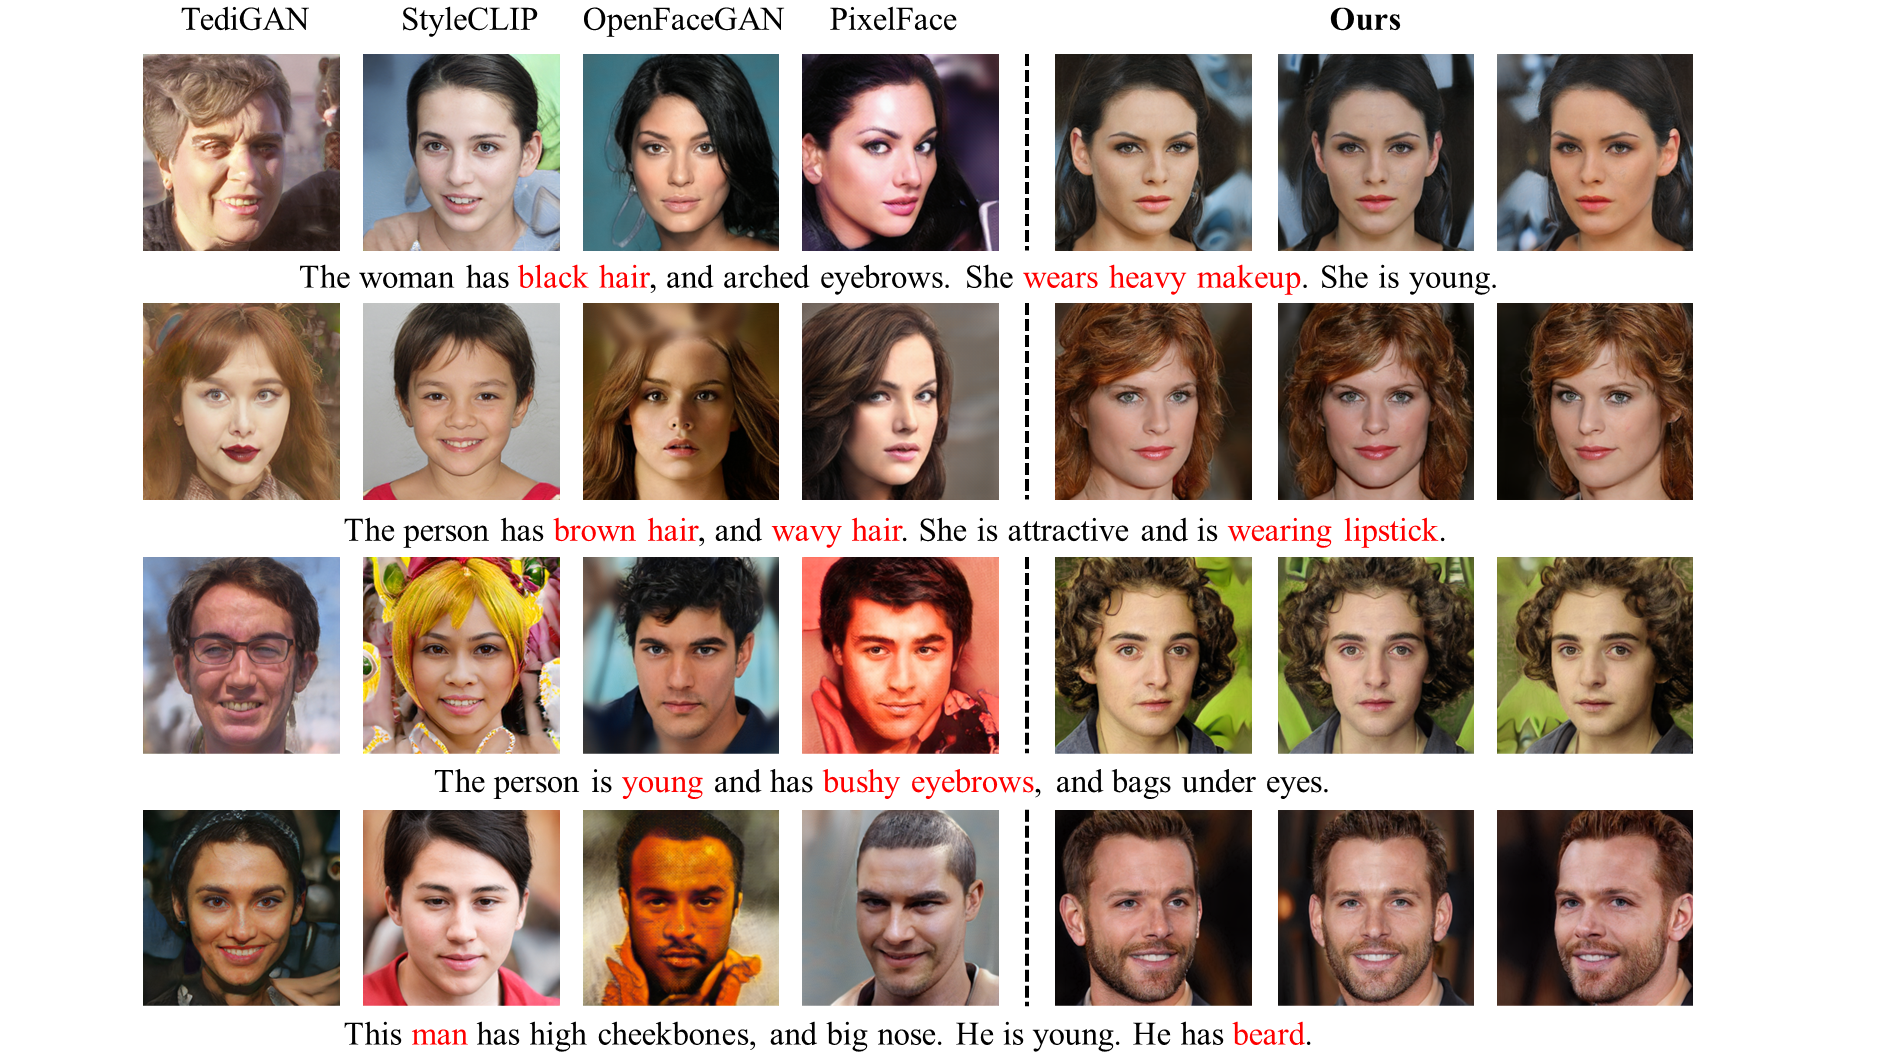 TediGAN StyleCLIP OpenFaceGAN PixelFace Ours
The woman has black hair, and arched eyebrows. She wears heavy makeup. She is young.
The person has brown hair, and wavy hair. She is attractive and is wearing lipstick.
The person is young and has bushy eyebrows, and bags under eyes.
This man has high cheekbones, and big nose. He is young. He has beard.